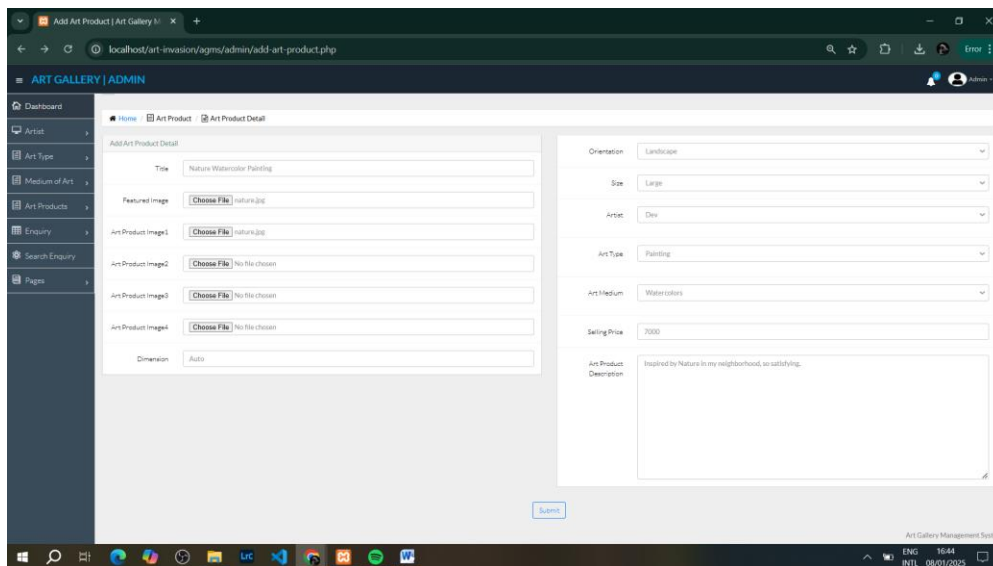 Add Art Product | Art Gallery M
localhost/art-invasion/agms/admin/add-art-product.php
Error
ART GALLERY | ADMIN
Admin
Dashboard
Artist
Art Type
Medium of Art
Art Products
Enquiry
Search Enquiry
Pages
Home / Art Product / Art Product Detail
Add Art Product Detail
Title Nature Watercolor Painting
Featured Image Choose File nature.jpg
Art Product Image1 Choose File nature.jpg
Art Product Image2 Choose File No file chosen
Art Product Image3 Choose File No file chosen
Art Product Image4 Choose File No file chosen
Dimension Auto
Orientation Landscape
Size Large
Artist Dev
Art Type Painting
Art Medium Watercolors
Selling Price 7000
Art Product Description Inspired by Nature in my neighborhood, so satisfying.
Submit
Art Gallery Management Syst
LrC
W
ENG 16:44
INTL 08/01/2025